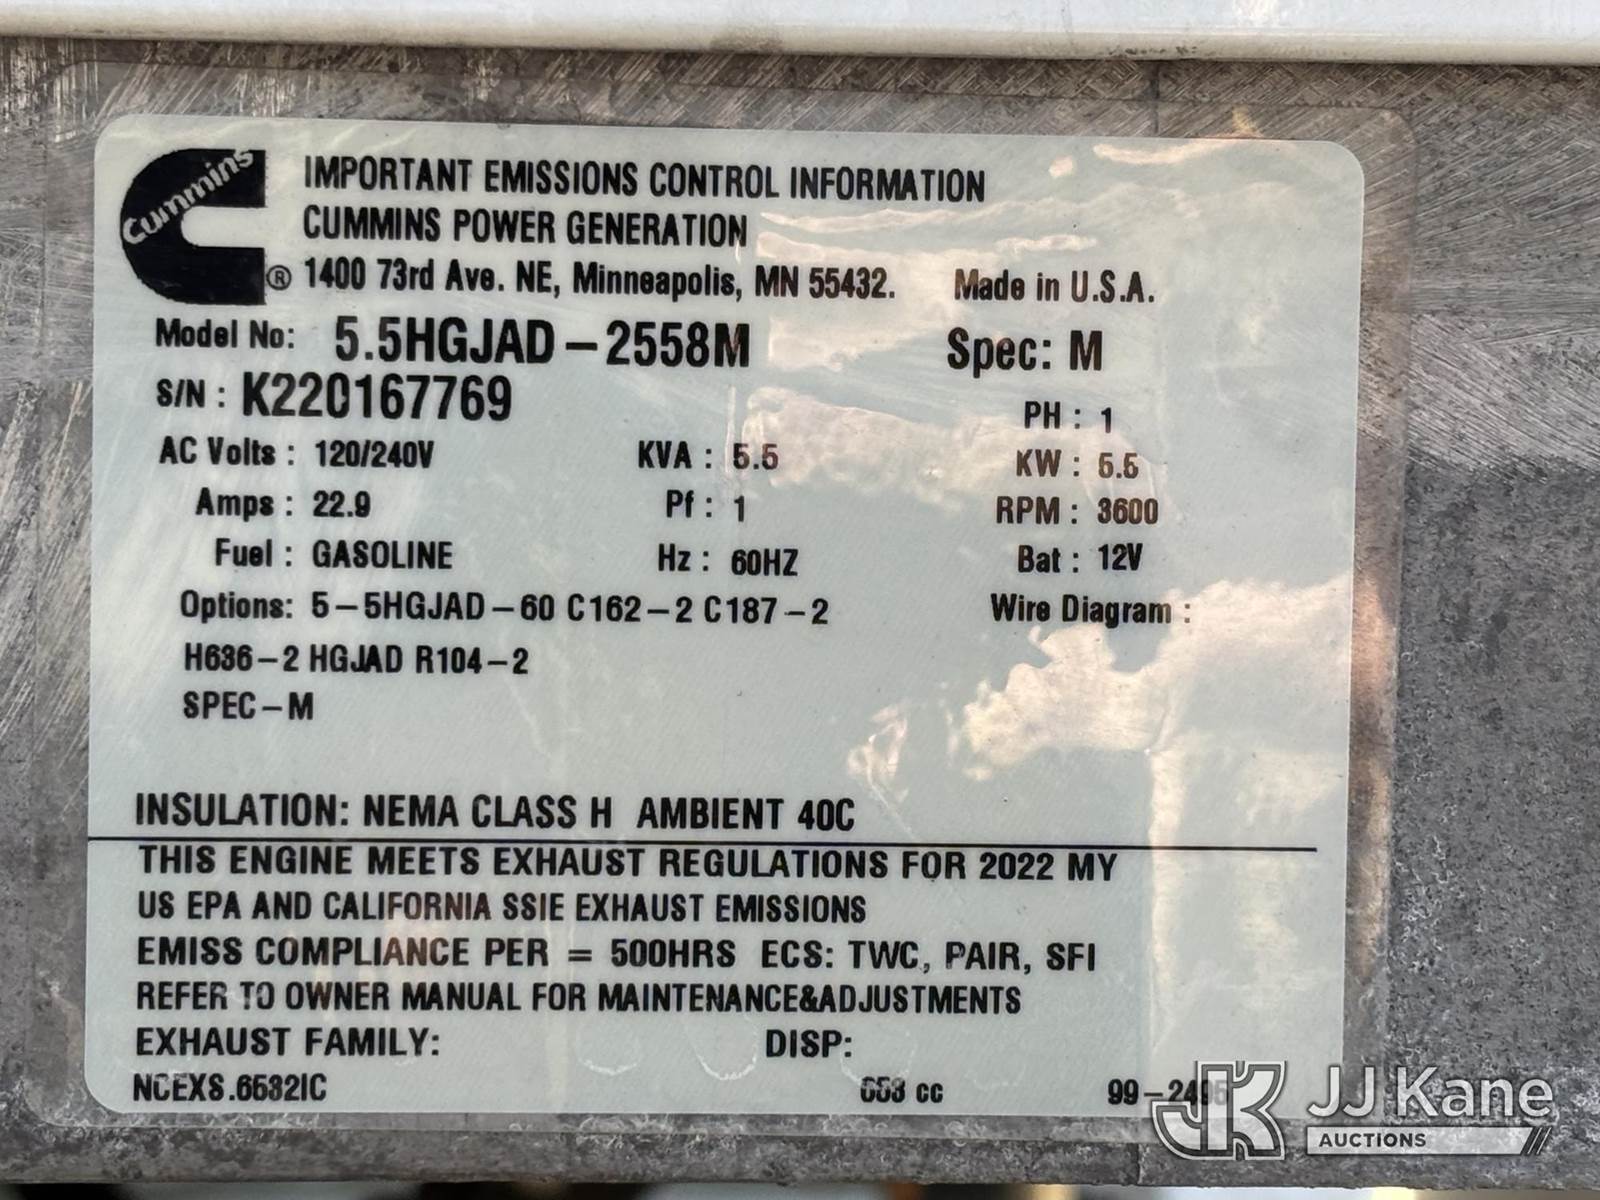 Cummins
IMPORTANT EMISSIONS CONTROL INFORMATION
CUMMINS POWER GENERATION
® 1400 73rd Ave. NE, Minneapolis, MN 55432. Made in U.S.A.
Model No: 5.5HGJAD-2558M Spec: M
S/N : K220167769
PH : 1
AC Volts : 120/240V KVA : 5.5 KW : 5.5
Amps : 22.9 Pf : 1 RPM : 3600
Fuel : GASOLINE Hz : 60HZ Bat : 12V
Options: 5-5HGJAD-60 C162-2 C187-2 Wire Diagram :
H636-2 HGJAD R104-2
SPEC-M
INSULATION: NEMA CLASS H AMBIENT 40C
THIS ENGINE MEETS EXHAUST REGULATIONS FOR 2022 MY
US EPA AND CALIFORNIA SSIE EXHAUST EMISSIONS
EMISS COMPLIANCE PER = 500HRS ECS: TWC, PAIR, SFI
REFER TO OWNER MANUAL FOR MAINTENANCE&ADJUSTMENTS
EXHAUST FAMILY: DISP:
NCEXS.6532IC 653 cc
JK JJ Kane
AUCTIONS